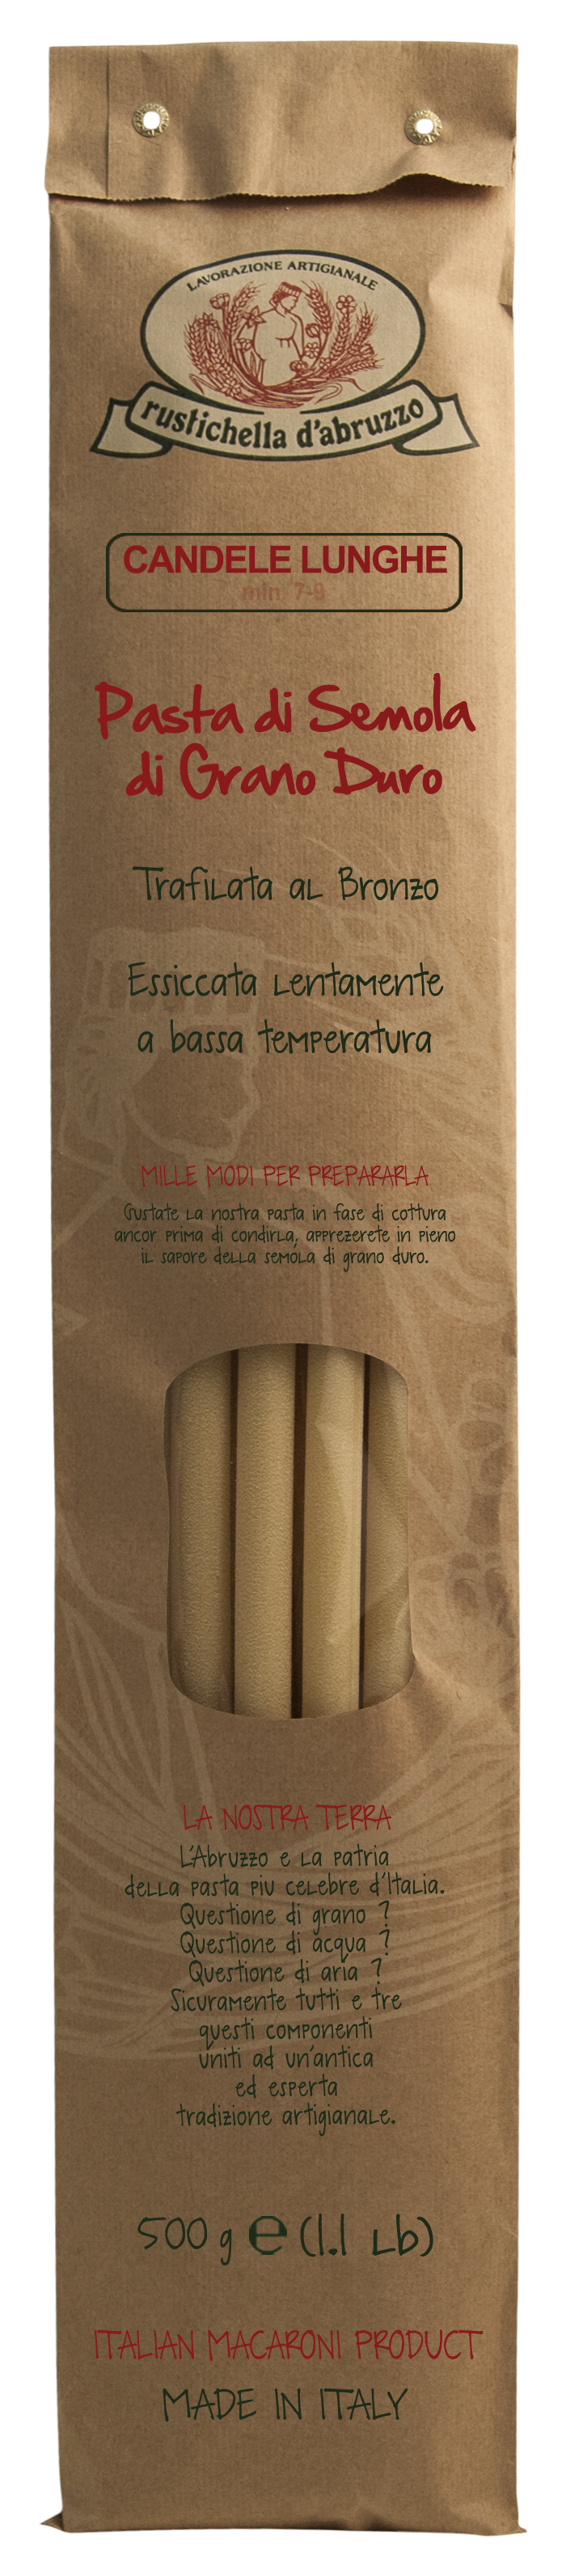 LAVORAZIONE ARTIGIANALE
rustichella d'abruzzo
CANDELE LUNGHE
min. 7-9
Pasta di Semola
di Grano Duro
Trafilata al Bronzo
Essiccata lentamente
a bassa temperatura
MILLE MODI PER PREPARARLA
Gustate la nostra pasta in fase di cottura
ancor prima di condirla, apprezerete in pieno
il sapore della semola di grano duro.
LA NOSTRA TERRA
L'Abruzzo e la patria
della pasta piu celebre d'Italia.
Questione di grano ?
Questione di acqua ?
Questione di aria ?
Sicuramente tutti e tre
questi componenti
uniti ad un'antica
ed esperta
tradizione artigianale.
500 g ℮ (1.1 Lb)
ITALIAN MACARONI PRODUCT
MADE IN ITALY